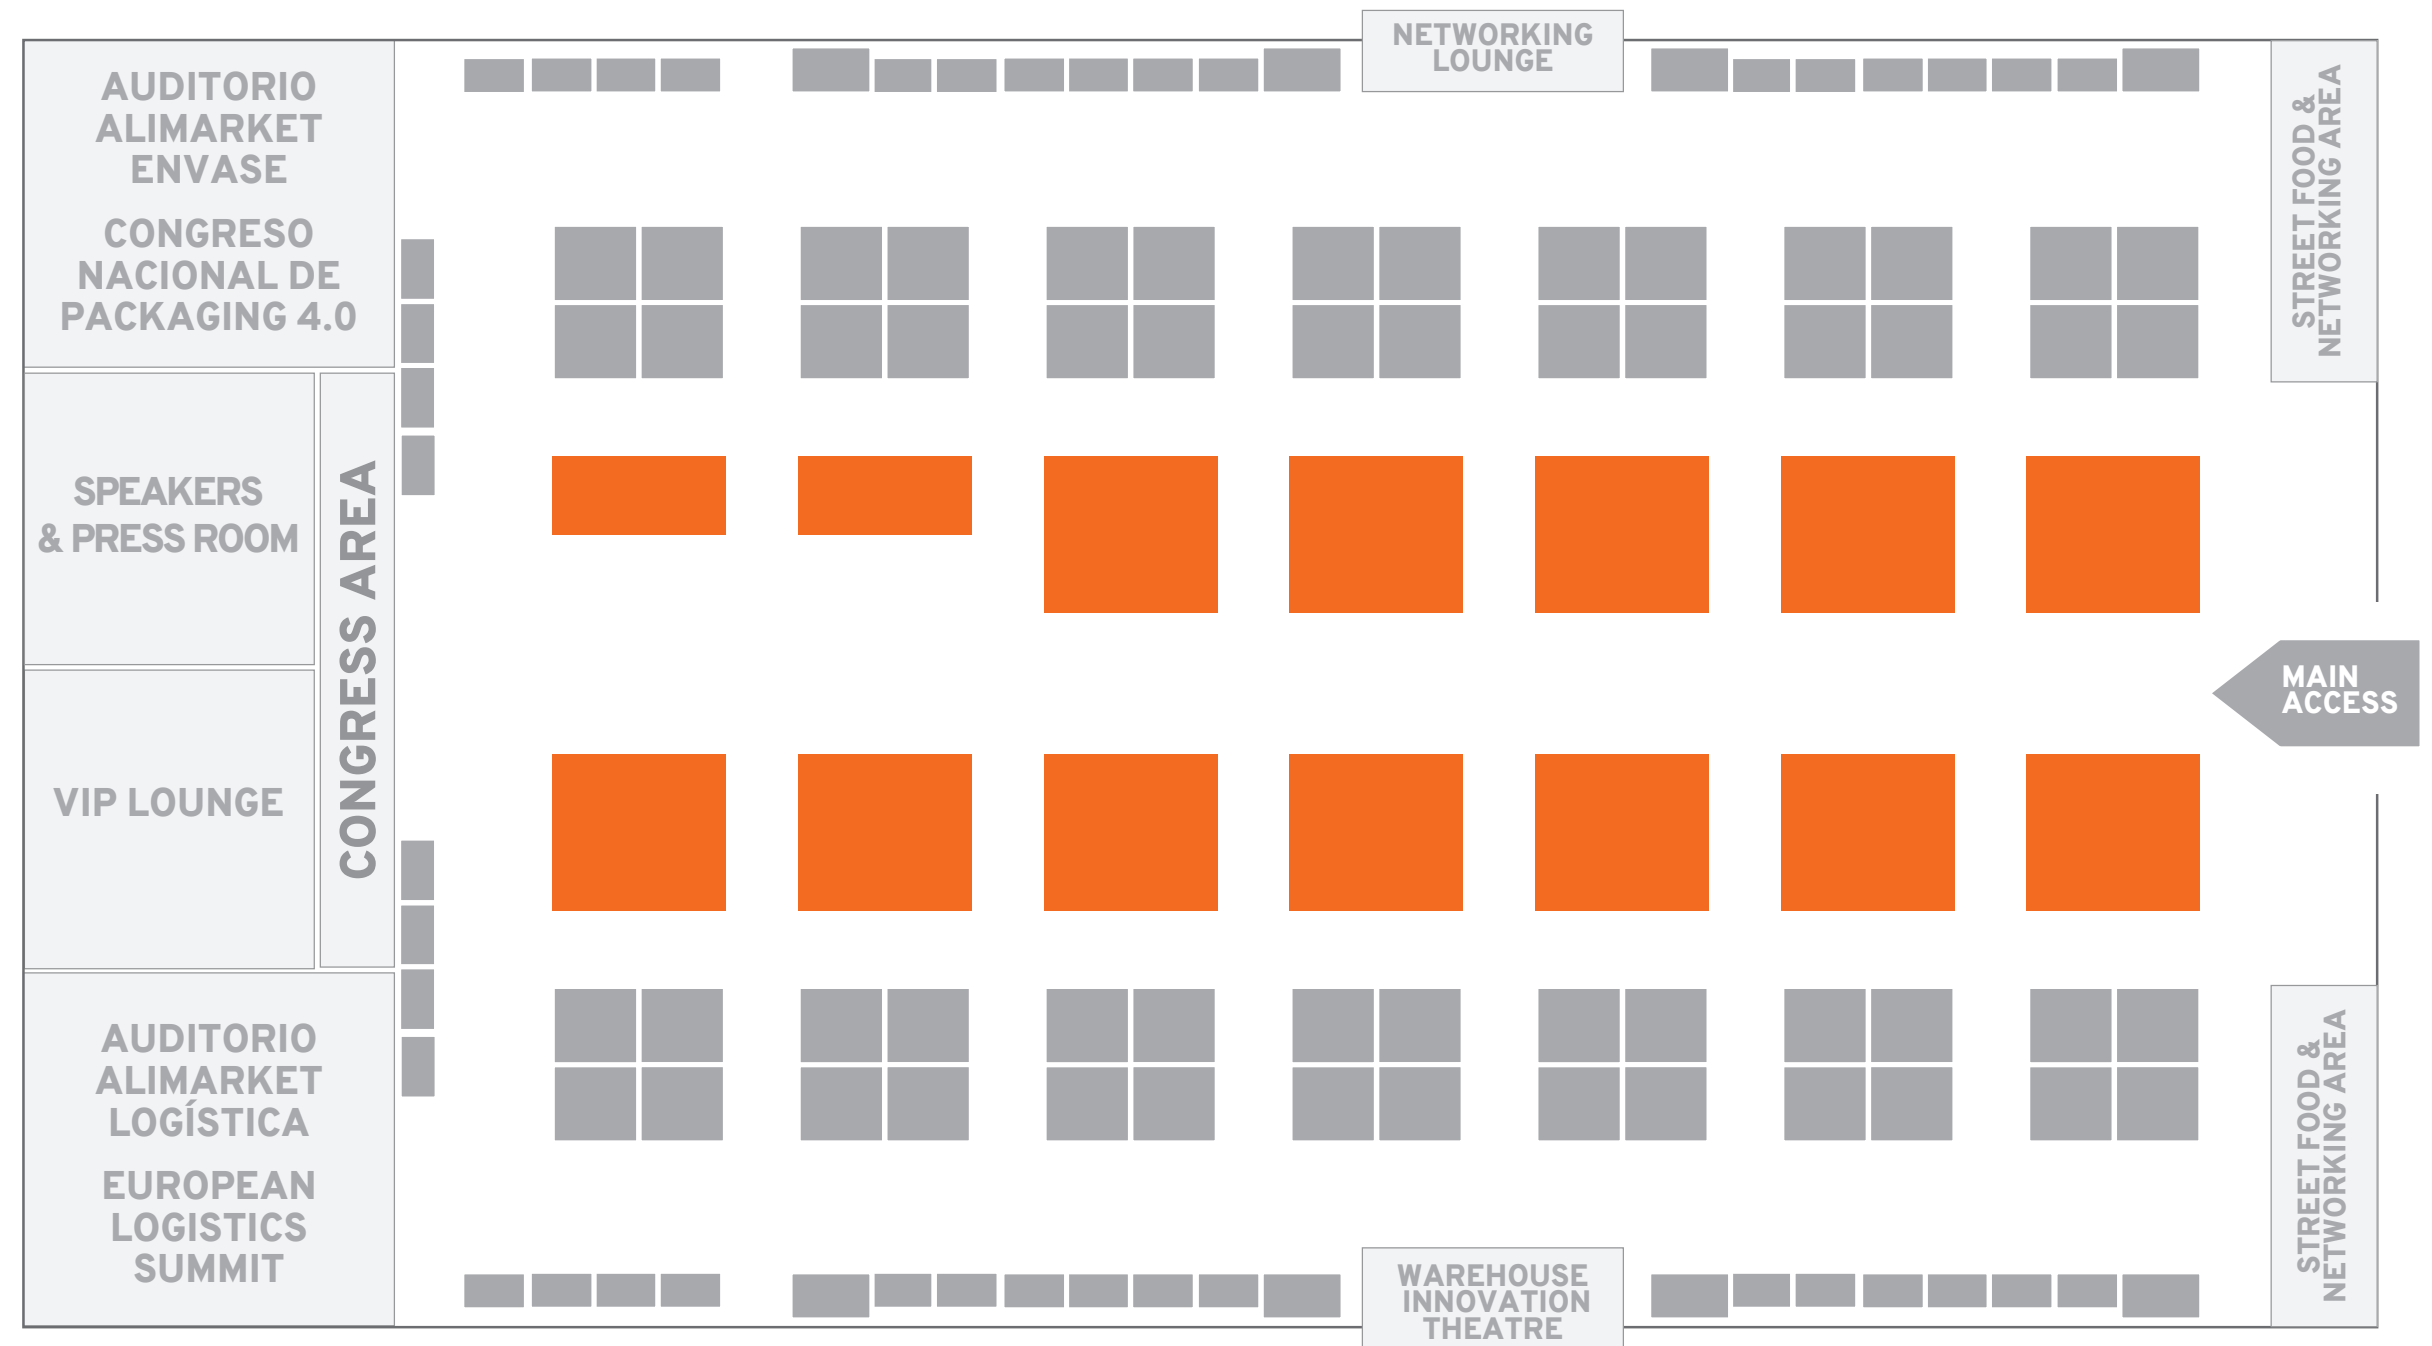 NETWORKING
LOUNGE
AUDITORIO
ALIMARKET
ENVASE
CONGRESO
NACIONAL DE
PACKAGING 4.0
STREET FOOD &
NETWORKING AREA
SPEAKERS
& PRESS ROOM
CONGRESS AREA
MAIN
ACCESS
VIP LOUNGE
AUDITORIO
ALIMARKET
LOGÍSTICA
EUROPEAN
LOGISTICS
SUMMIT
STREET FOOD &
NETWORKING AREA
WAREHOUSE
INNOVATION
THEATRE